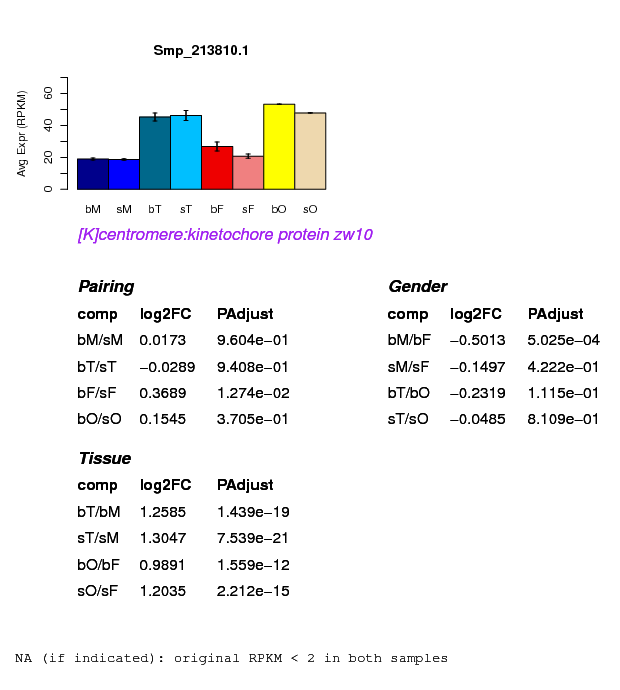 Smp_213810.1
Avg Expr (RPKM)
0 20 40 60
bM sM bT sT bF sF bO sO
[K]centromere:kinetochore protein zw10
Pairing
comp log2FC PAdjust
bM/sM 0.0173 9.604e−01
bT/sT −0.0289 9.408e−01
bF/sF 0.3689 1.274e−02
bO/sO 0.1545 3.705e−01
Gender
comp log2FC PAdjust
bM/bF −0.5013 5.025e−04
sM/sF −0.1497 4.222e−01
bT/bO −0.2319 1.115e−01
sT/sO −0.0485 8.109e−01
Tissue
comp log2FC PAdjust
bT/bM 1.2585 1.439e−19
sT/sM 1.3047 7.539e−21
bO/bF 0.9891 1.559e−12
sO/sF 1.2035 2.212e−15
NA (if indicated): original RPKM < 2 in both samples